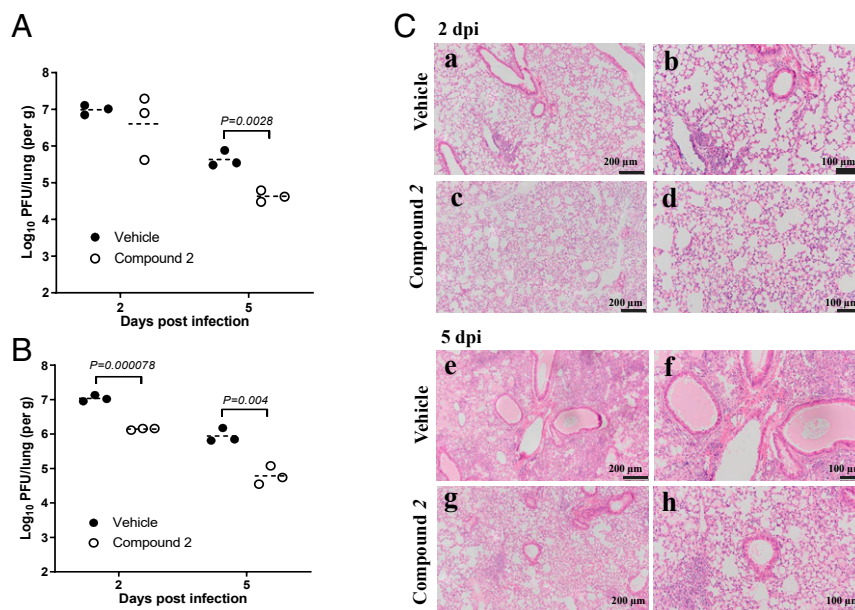 A
8
7
6
5
4
3
2
Log10 PFU/lung (per g)
P=0.0028
Vehicle
Compound 2
2
5
Days post infection
B
8
7
6
5
4
3
2
Log10 PFU/lung (per g)
P=0.000078
P=0.004
Vehicle
Compound 2
2
5
Days post infection
C
2 dpi
Vehicle
a
200 µm
b
100 µm
Compound 2
c
200 µm
d
100 µm
5 dpi
Vehicle
e
200 µm
f
100 µm
Compound 2
g
200 µm
h
100 µm